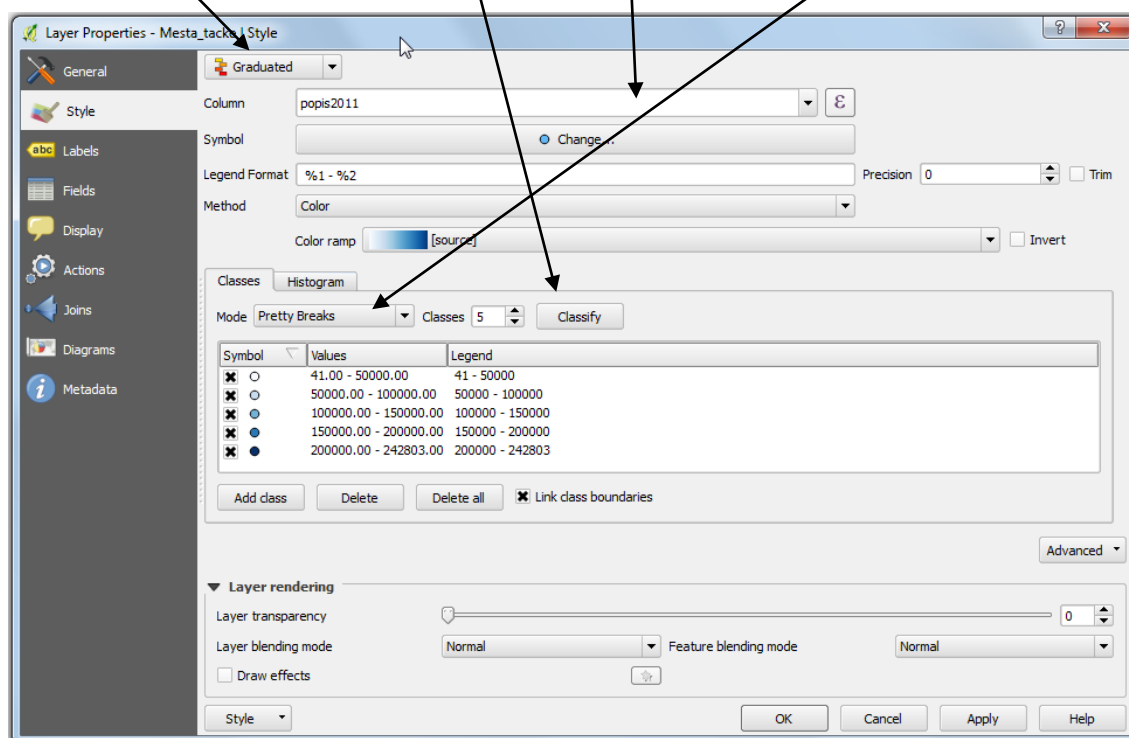 Layer Properties - Mesta_tacke | Style
General
Style
abc Labels
Fields
Display
Actions
Joins
Diagrams
i Metadata
Graduated
Column popis2011 ε
Symbol Change...
Legend Format %1 - %2 Precision 0 Trim
Method Color
Color ramp [source] Invert
Classes Histogram
Mode Pretty Breaks Classes 5 Classify
Symbol Values Legend
41.00 - 50000.00 41 - 50000
50000.00 - 100000.00 50000 - 100000
100000.00 - 150000.00 100000 - 150000
150000.00 - 200000.00 150000 - 200000
200000.00 - 242803.00 200000 - 242803
Add class Delete Delete all Link class boundaries
Advanced
Layer rendering
Layer transparency 0
Layer blending mode Normal Feature blending mode Normal
Draw effects
Style OK Cancel Apply Help